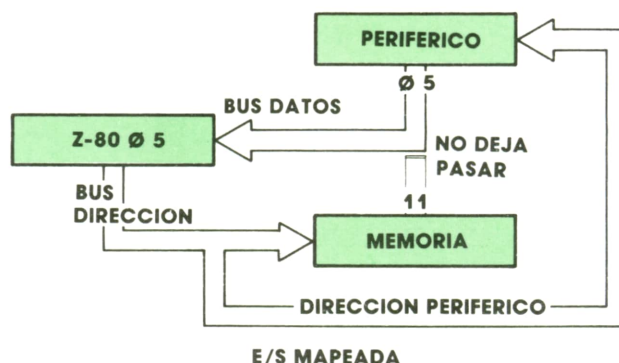 PERIFERICO
Ø 5
BUS DATOS
Z-80 Ø 5
NO DEJA
PASAR
BUS
DIRECCION
11
MEMORIA
DIRECCION PERIFERICO
E/S MAPEADA